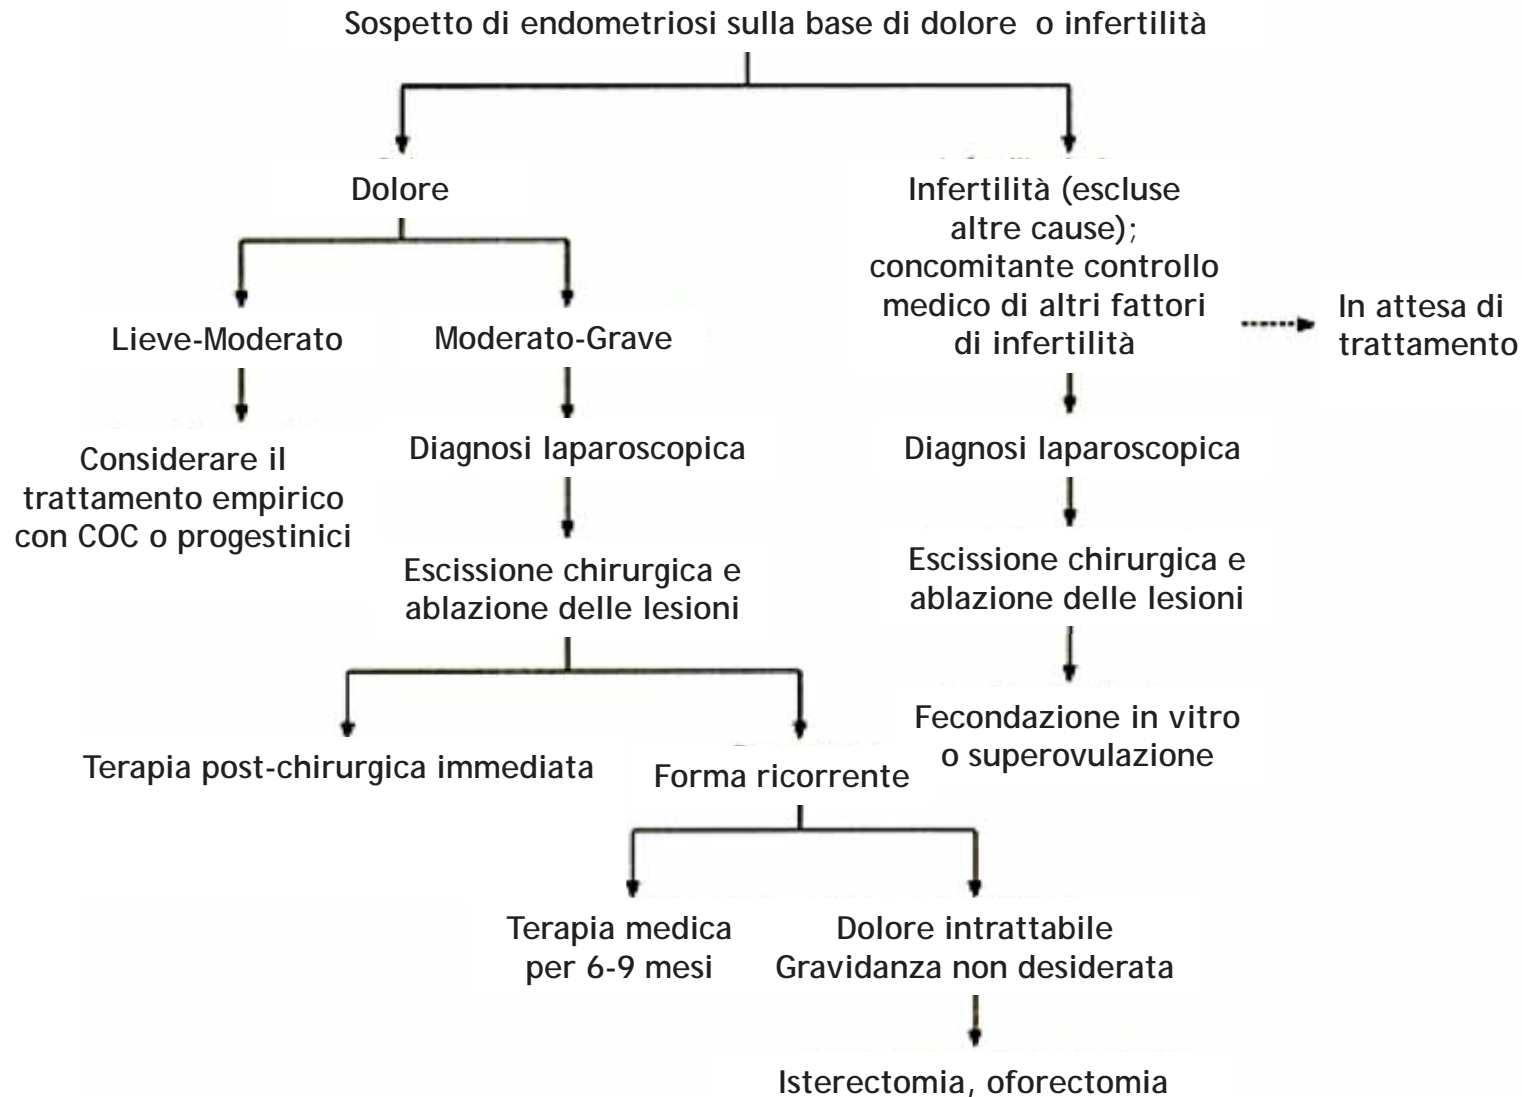 Sospetto di endometriosi sulla base di dolore o infertilità
Dolore
Infertilità (escluse
altre cause);
concomitante controllo
medico di altri fattori
di infertilità
In attesa di
trattamento
Lieve-Moderato
Moderato-Grave
Considerare il
trattamento empirico
con COC o progestinici
Diagnosi laparoscopica
Diagnosi laparoscopica
Escissione chirurgica e
ablazione delle lesioni
Escissione chirurgica e
ablazione delle lesioni
Terapia post-chirurgica immediata
Forma ricorrente
Fecondazione in vitro
o superovulazione
Terapia medica
per 6-9 mesi
Dolore intrattabile
Gravidanza non desiderata
Isterectomia, oforectomia